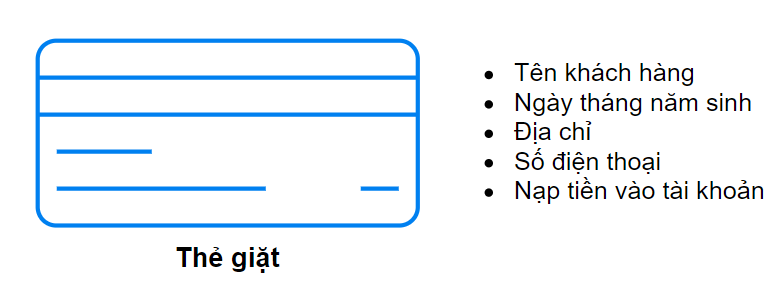 Tên khách hàng
Ngày tháng năm sinh
Địa chỉ
Số điện thoại
Nạp tiền vào tài khoản
Thẻ giặt